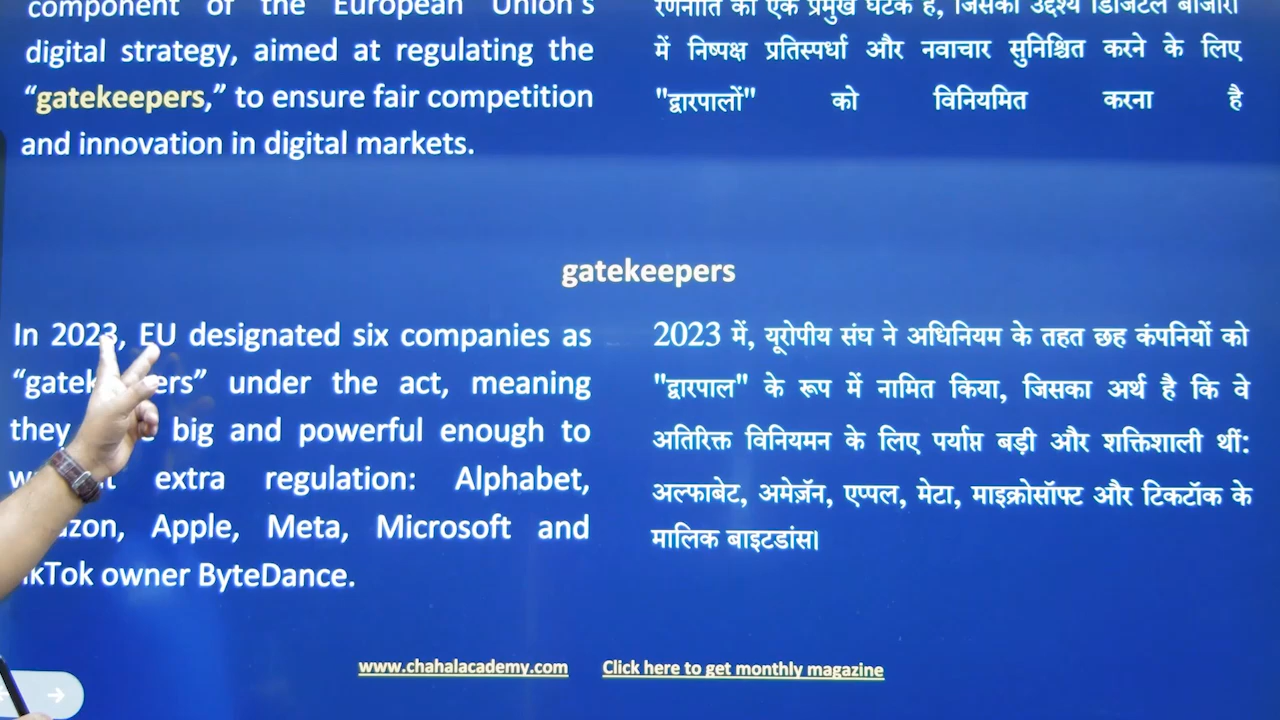 component of the European Union's
digital strategy, aimed at regulating the
“gatekeepers,” to ensure fair competition
and innovation in digital markets.
रणनीति का एक प्रमुख घटक है, जिसका उद्देश्य डिजिटल बाजारों
में निष्पक्ष प्रतिस्पर्धा और नवाचार सुनिश्चित करने के लिए
"द्वारपालों" को विनियमित करना है
gatekeepers
In 2023, EU designated six companies as
“gatekeepers” under the act, meaning
they big and powerful enough to
extra regulation: Alphabet,
Apple, Meta, Microsoft and
owner ByteDance.
2023 में, यूरोपीय संघ ने अधिनियम के तहत छह कंपनियों को
"द्वारपाल" के रूप में नामित किया, जिसका अर्थ है कि वे
अतिरिक्त विनियमन के लिए पर्याप्त बड़ी और शक्तिशाली थीं:
अल्फाबेट, अमेज़ॅन, एप्पल, मेटा, माइक्रोसॉफ्ट और टिकटॉक के
मालिक बाइटडांस।
www.chahalacademy.com Click here to get monthly magazine